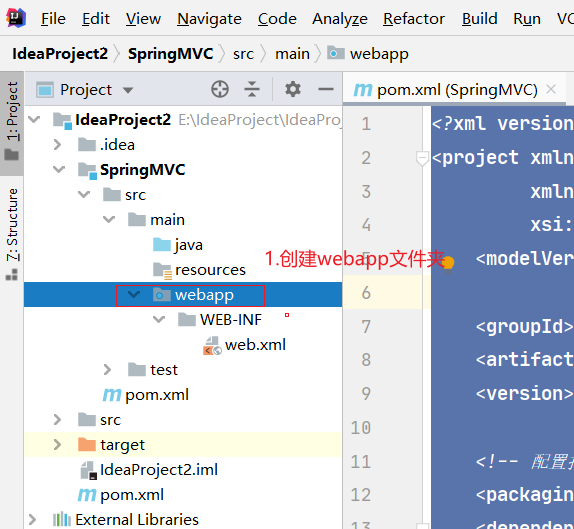 File Edit View Navigate Code Analyze Refactor Build Run VC
IdeaProject2 SpringMVC src main webapp
1: Project
Project
pom.xml (SpringMVC)
IdeaProject2 E:\IdeaProject\IdeaProj
.idea
SpringMVC
src
main
java
resources
webapp
WEB-INF
web.xml
test
pom.xml
src
target
IdeaProject2.iml
pom.xml
External Libraries
7: Structure
1.创建webapp文件夹
1 <?xml version
2 <project xmln
3 xmln
4 xsi:
5 <modelVer
6
7 <groupId>
8 <artifact
9 <version>
10
11 <!-- 配置
12 <packagin
13 <dependen